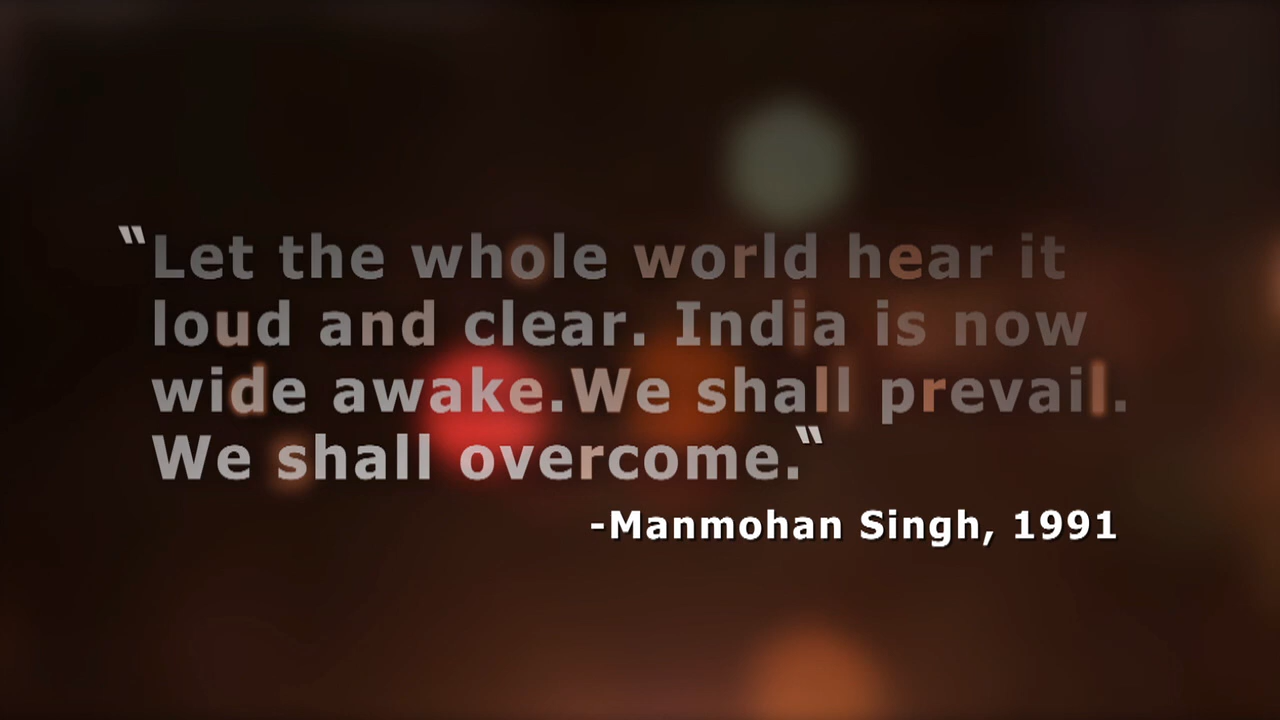 “Let the whole world hear it
loud and clear. India is now
wide awake.We shall prevail.
We shall overcome.“
-Manmohan Singh, 1991